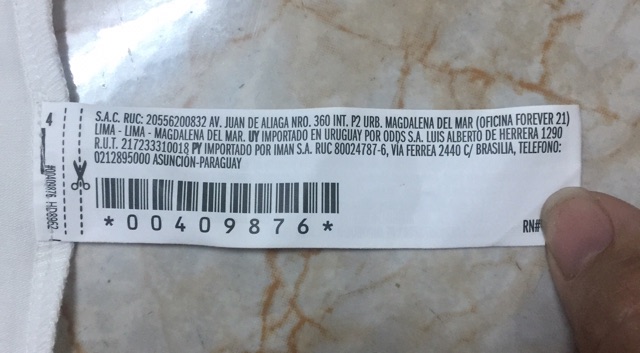 S.A.C. RUC: 20556200832 AV. JUAN DE ALIAGA NRO. 360 INT. P2 URB. MAGDALENA DEL MAR (OFICINA FOREVER 21)
LIMA - LIMA - MAGDALENA DEL MAR. UY IMPORTADO EN URUGUAY POR ODDS S.A. LUIS ALBERTO DE HERRERA 1290
R.U.T. 217233310018 PY IMPORTADO POR IMAN S.A. RUC 80024787-6, VIA FERREA 2440 C/ BRASILIA, TELEFONO:
0212895000 ASUNCIÓN-PARAGUAY
*00409876*
RN#
4
#00409876 HD8962